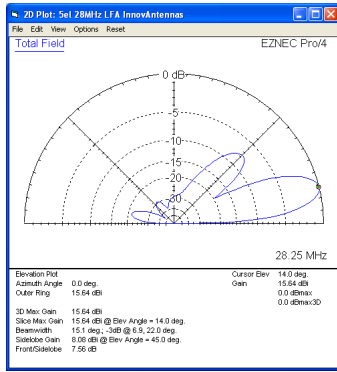 2D Plot: 5el 28MHz LFA InnovAntennas
File Edit View Options Reset
Total Field
EZNEC Pro/4
0 dB
-5
-10
-15
-20
-30
28.25 MHz
Elevation Plot
Azimuth Angle 0.0 deg.
Outer Ring 15.64 dBi
3D Max Gain 15.64 dBi
Slice Max Gain 15.64 dBi @ Elev Angle = 14.0 deg.
Beamwidth 15.1 deg.; -3dB @ 6.9, 22.0 deg.
Sidelobe Gain 8.08 dBi @ Elev Angle = 45.0 deg.
Front/Sidelobe 7.56 dB
Cursor Elev 14.0 deg.
Gain 15.64 dBi
0.0 dBmax
0.0 dBmax3D